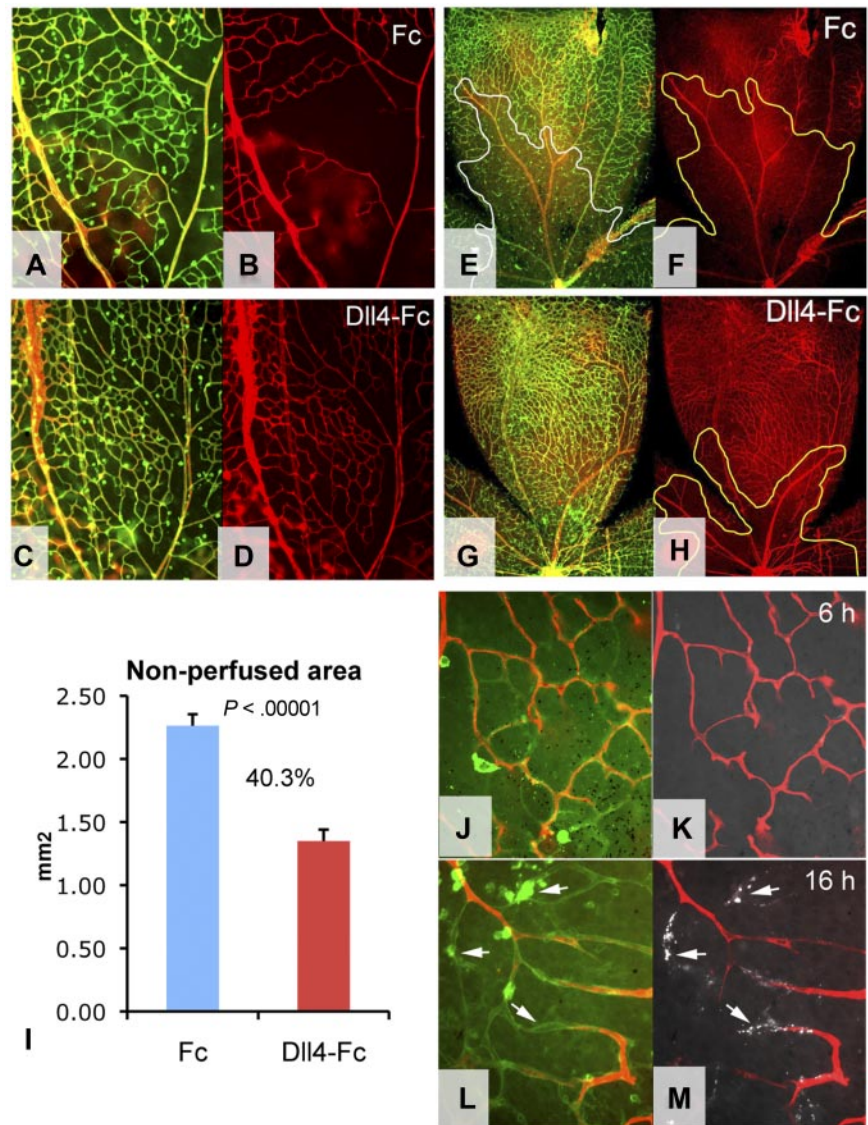 Fc
Fc
A
B
E
F
Dll4-Fc
Dll4-Fc
C
D
G
H
Non-perfused area
P < .00001
40.3%
mm2
2.50
2.00
1.50
1.00
0.50
0.00
Fc
Dll4-Fc
I
6 h
J
K
16 h
L
M